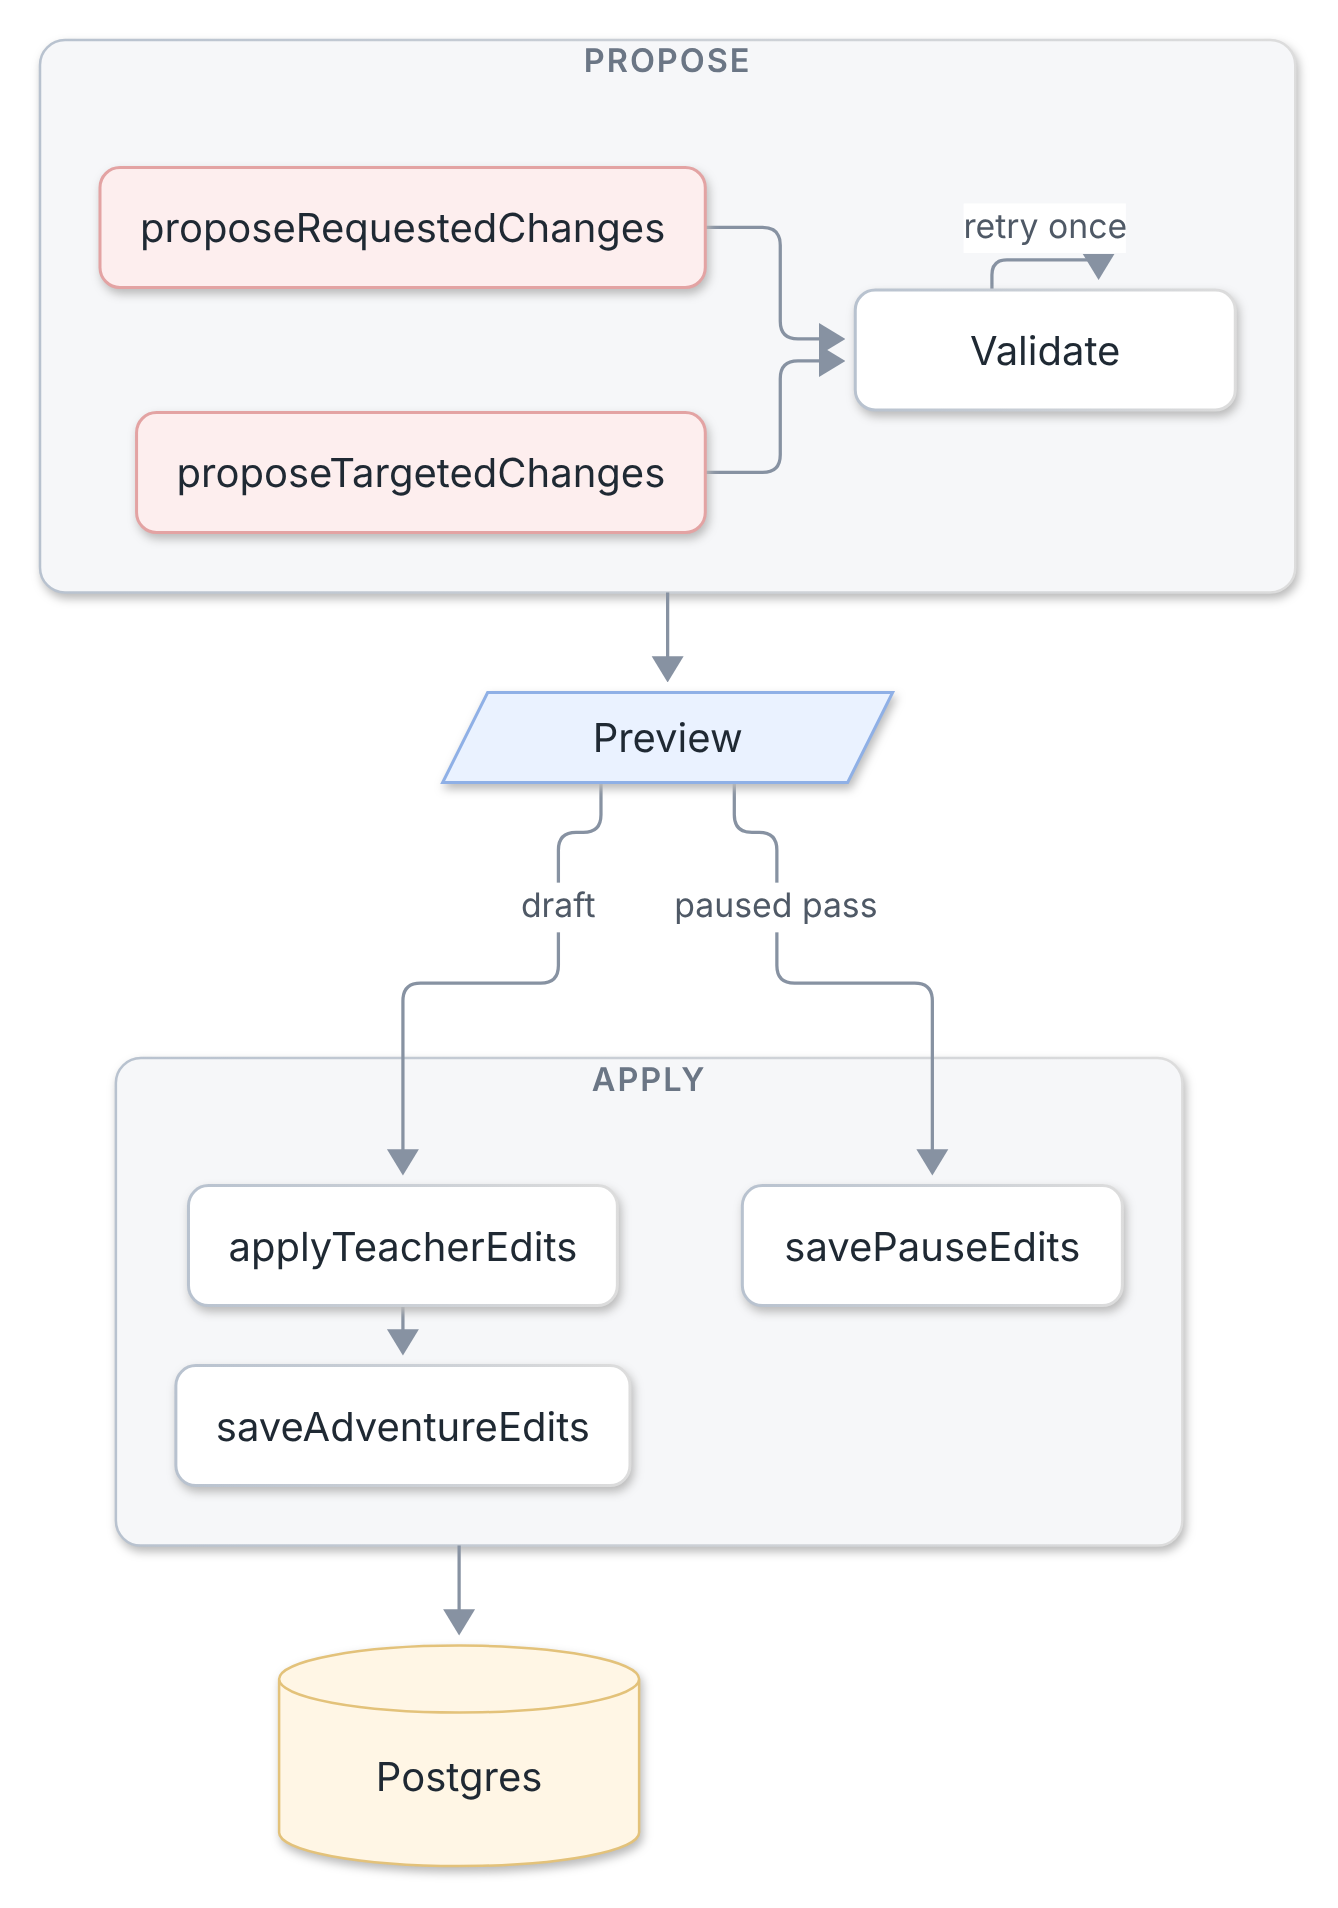 PROPOSE
proposeRequestedChanges
retry once
Validate
proposeTargetedChanges
Preview
draft
paused pass
APPLY
applyTeacherEdits
savePauseEdits
saveAdventureEdits
Postgres